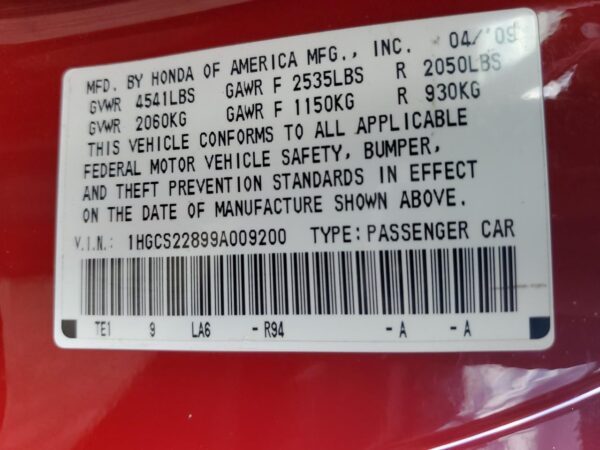 MFD. BY HONDA OF AMERICA MFG., INC. 04/'09
GVWR 4541LBS GAWR F 2535LBS R 2050LBS
GVWR 2060KG GAWR F 1150KG R 930KG
THIS VEHICLE CONFORMS TO ALL APPLICABLE
FEDERAL MOTOR VEHICLE SAFETY, BUMPER,
AND THEFT PREVENTION STANDARDS IN EFFECT
ON THE DATE OF MANUFACTURE SHOWN ABOVE.
V.I.N.: 1HGCS22899A009200 TYPE: PASSENGER CAR
TE1 9 LA6 - R94 - A - A